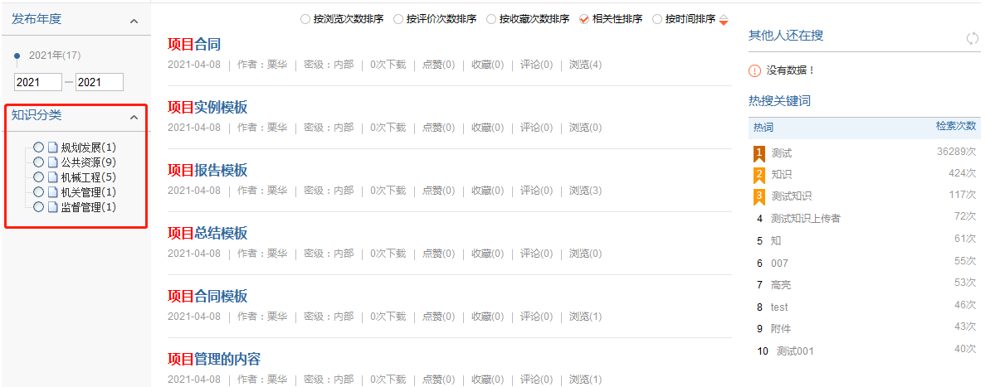 发布年度
2021年(17)
2021 — 2021
知识分类
规划发展(1)
公共资源(9)
机械工程(5)
机关管理(1)
监督管理(1)
按浏览次数排序 按评价次数排序 按收藏次数排序 相关性排序 按时间排序
项目合同
2021-04-08 | 作者：栗华 | 密级：内部 | 0次下载 | 点赞(0) | 收藏(0) | 评论(0) | 浏览(4)
项目实例模板
2021-04-08 | 作者：栗华 | 密级：内部 | 0次下载 | 点赞(0) | 收藏(0) | 评论(0) | 浏览(0)
项目报告模板
2021-04-08 | 作者：栗华 | 密级：内部 | 0次下载 | 点赞(0) | 收藏(0) | 评论(0) | 浏览(3)
项目总结模板
2021-04-08 | 作者：栗华 | 密级：内部 | 0次下载 | 点赞(0) | 收藏(0) | 评论(0) | 浏览(0)
项目合同模板
2021-04-08 | 作者：栗华 | 密级：内部 | 0次下载 | 点赞(0) | 收藏(0) | 评论(0) | 浏览(1)
项目管理的内容
2021-04-08 | 作者：栗华 | 密级：内部 | 0次下载 | 点赞(0) | 收藏(0) | 评论(0) | 浏览(1)
其他人还在搜
没有数据！
热搜关键词
热词 检索次数
1 测试 36289次
2 知识 424次
3 测试知识 117次
4 测试知识上传者 72次
5 知 61次
6 007 55次
7 高亮 53次
8 test 46次
9 附件 43次
10 测试001 40次